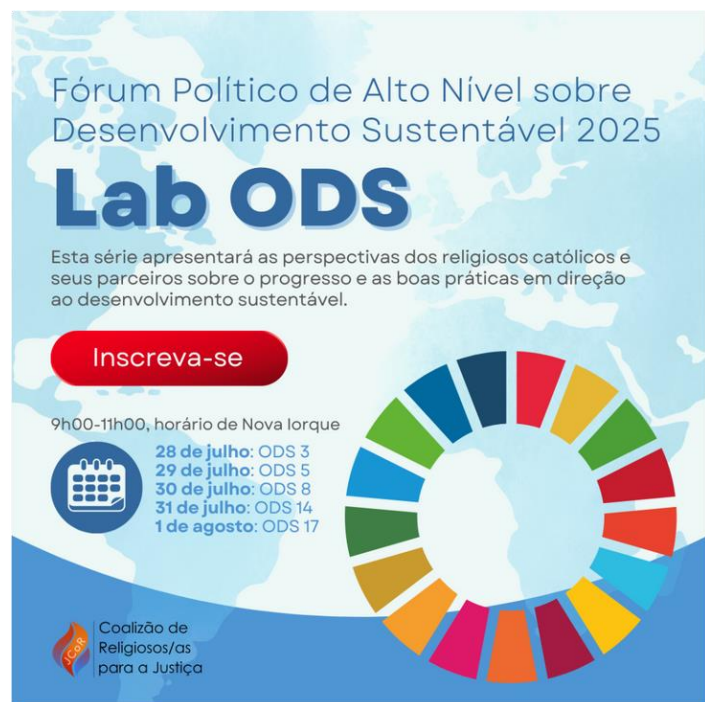 Fórum Político de Alto Nível sobre
Desenvolvimento Sustentável 2025
Lab ODS
Esta série apresentará as perspectivas dos religiosos católicos e
seus parceiros sobre o progresso e as boas práticas em direção
ao desenvolvimento sustentável.
Inscreva-se
9h00-11h00, horário de Nova Iorque
28 de julho: ODS 3
29 de julho: ODS 5
30 de julho: ODS 8
31 de julho: ODS 14
1 de agosto: ODS 17
JCoR
Coalizão de
Religiosos/as
para a Justiça